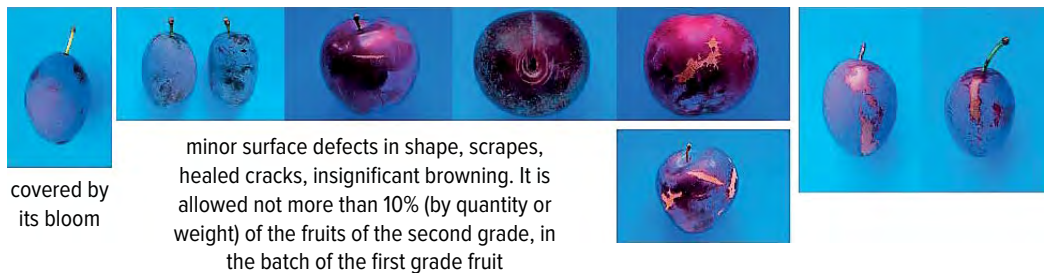 covered by
its bloom
minor surface defects in shape, scrapes,
healed cracks, insignificant browning. It is
allowed not more than 10% (by quantity or
weight) of the fruits of the second grade, in
the batch of the first grade fruit